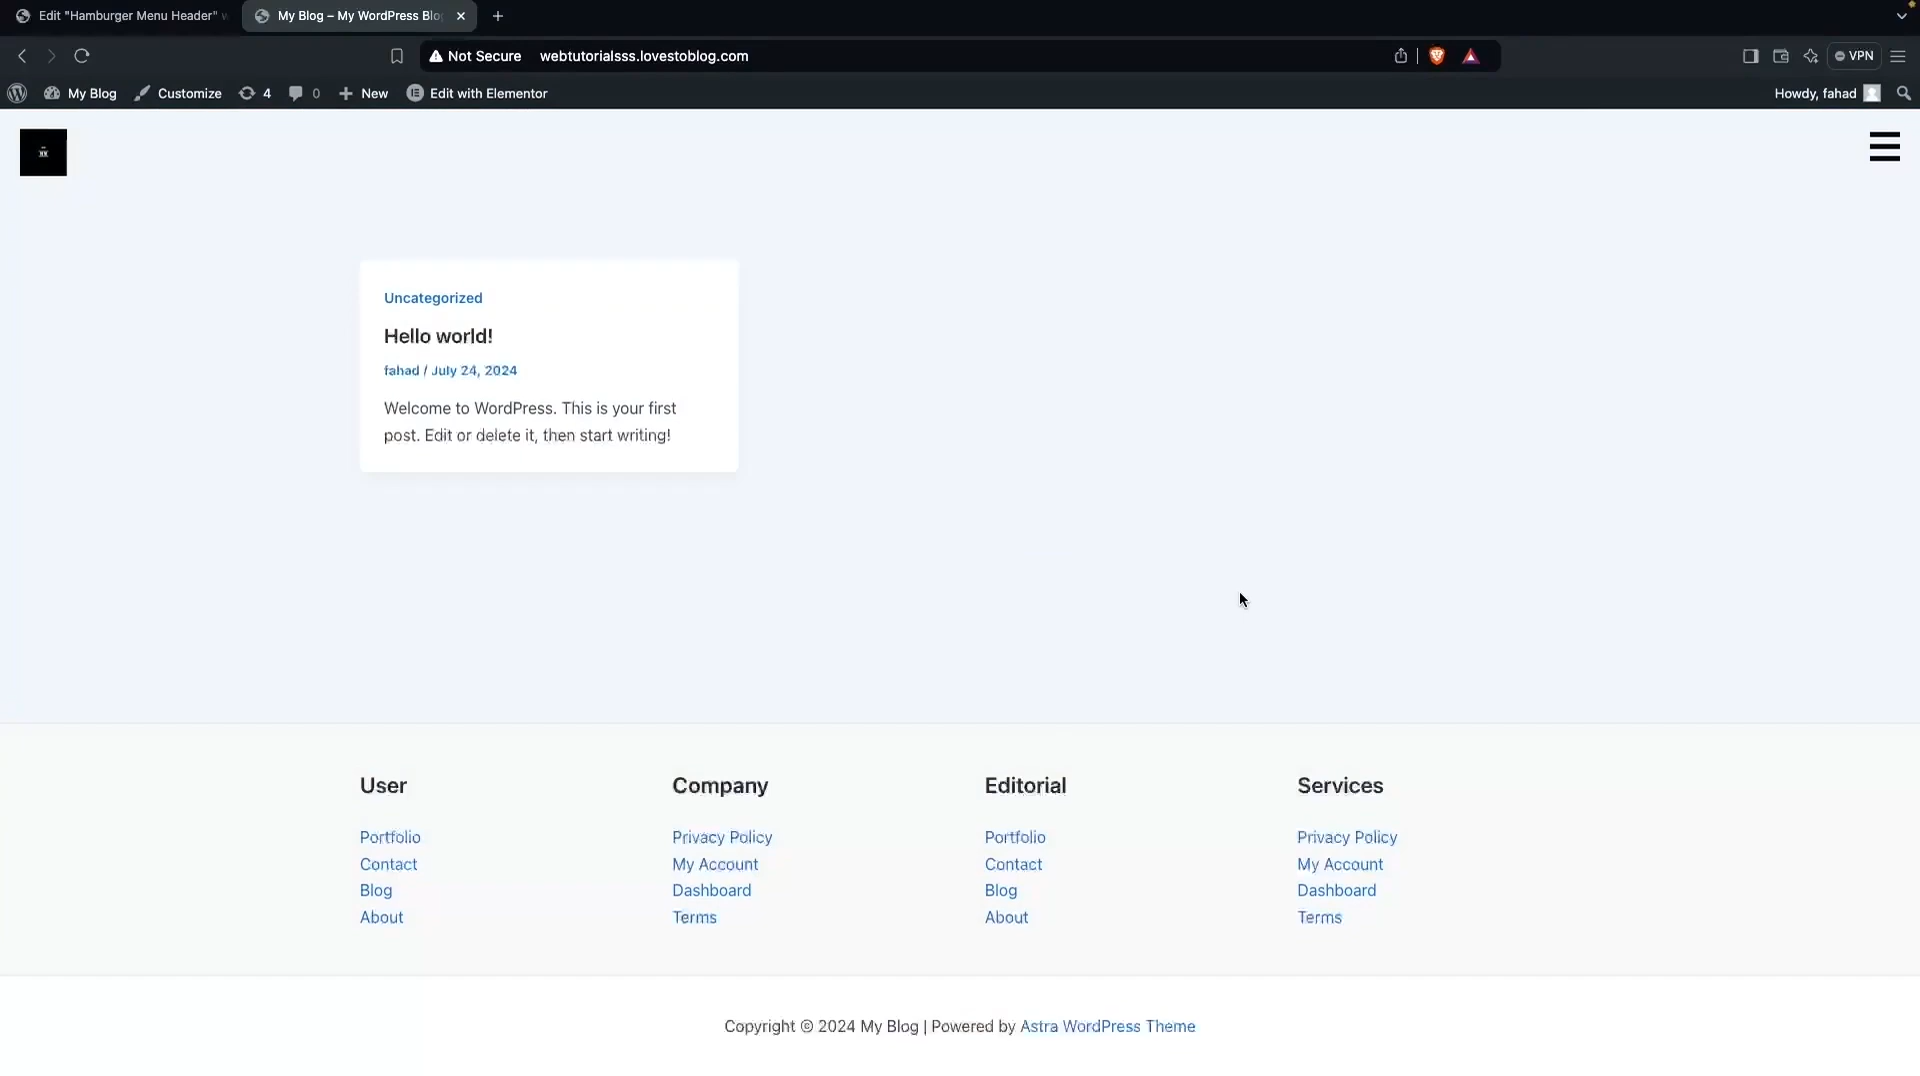 Edit "Hamburger Menu Header"
My Blog – My WordPress Blo
Not Secure webtutorialsss.lovestoblog.com
VPN
My Blog Customize 4 0 New Edit with Elementor
Howdy, fahad
Uncategorized
Hello world!
fahad / July 24, 2024
Welcome to WordPress. This is your first
post. Edit or delete it, then start writing!
User Company Editorial Services
Portfolio Privacy Policy Portfolio Privacy Policy
Contact My Account Contact My Account
Blog Dashboard Blog Dashboard
About Terms About Terms
Copyright © 2024 My Blog | Powered by Astra WordPress Theme